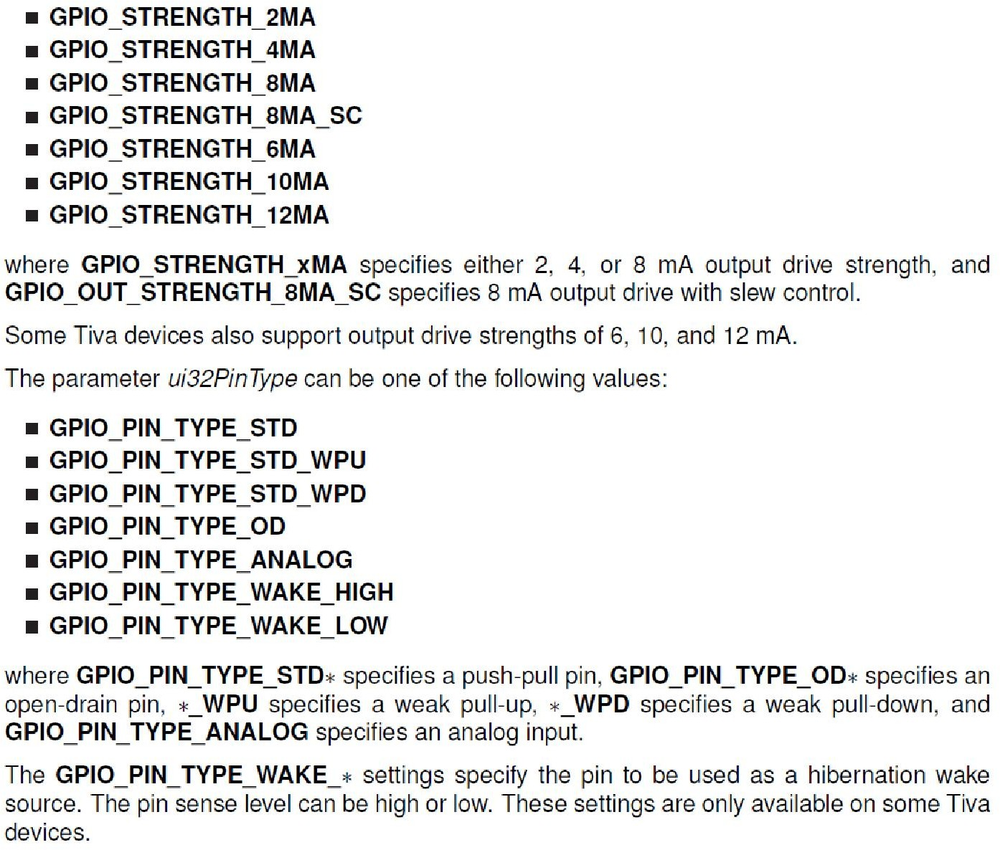 ■ GPIO_STRENGTH_2MA
■ GPIO_STRENGTH_4MA
■ GPIO_STRENGTH_8MA
■ GPIO_STRENGTH_8MA_SC
■ GPIO_STRENGTH_6MA
■ GPIO_STRENGTH_10MA
■ GPIO_STRENGTH_12MA
where GPIO_STRENGTH_xMA specifies either 2, 4, or 8 mA output drive strength, and
GPIO_OUT_STRENGTH_8MA_SC specifies 8 mA output drive with slew control.
Some Tiva devices also support output drive strengths of 6, 10, and 12 mA.
The parameter ui32PinType can be one of the following values:
■ GPIO_PIN_TYPE_STD
■ GPIO_PIN_TYPE_STD_WPU
■ GPIO_PIN_TYPE_STD_WPD
■ GPIO_PIN_TYPE_OD
■ GPIO_PIN_TYPE_ANALOG
■ GPIO_PIN_TYPE_WAKE_HIGH
■ GPIO_PIN_TYPE_WAKE_LOW
where GPIO_PIN_TYPE_STD* specifies a push-pull pin, GPIO_PIN_TYPE_OD* specifies an
open-drain pin, *_WPU specifies a weak pull-up, *_WPD specifies a weak pull-down, and
GPIO_PIN_TYPE_ANALOG specifies an analog input.
The GPIO_PIN_TYPE_WAKE_* settings specify the pin to be used as a hibernation wake
source. The pin sense level can be high or low. These settings are only available on some Tiva
devices.